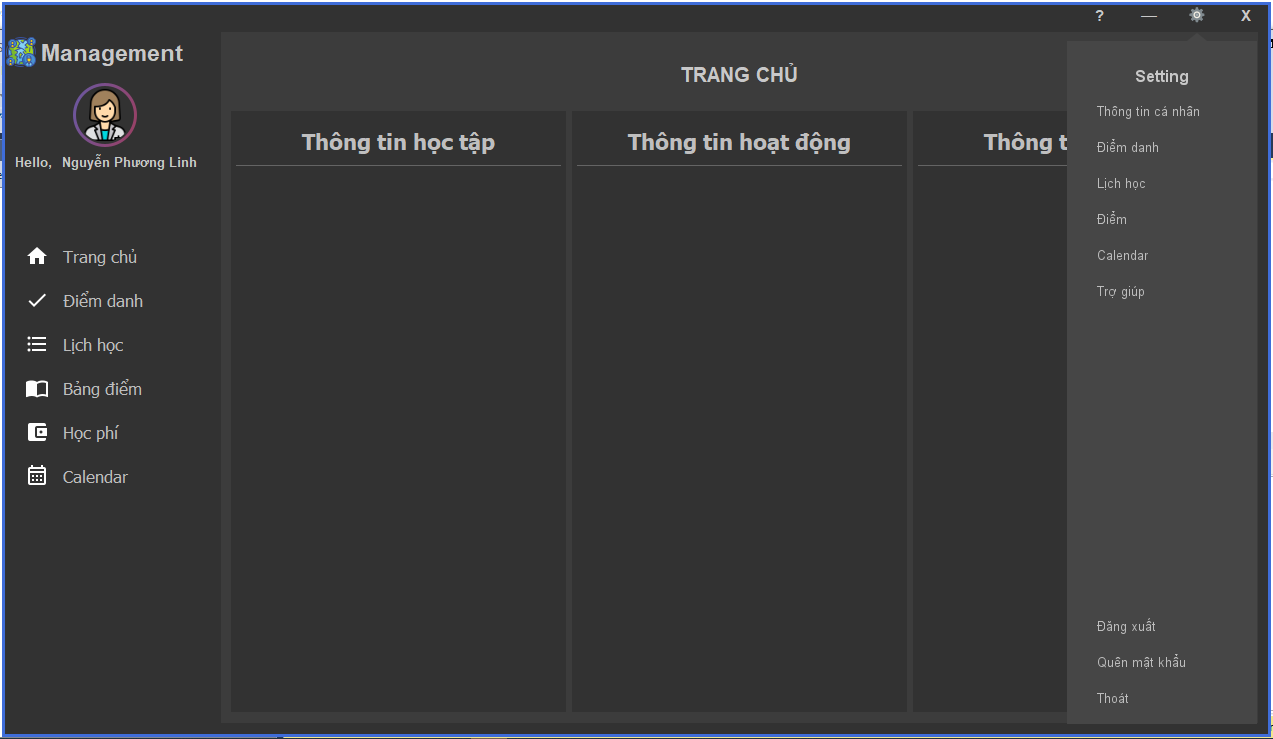 ? — X
Management
Hello, Nguyễn Phương Linh
Trang chủ
Điểm danh
Lịch học
Bảng điểm
Học phí
Calendar
TRANG CHỦ
Thông tin học tập
Thông tin hoạt động
Thông t
Setting
Thông tin cá nhân
Điểm danh
Lịch học
Điểm
Calendar
Trợ giúp
Đăng xuất
Quên mật khẩu
Thoát